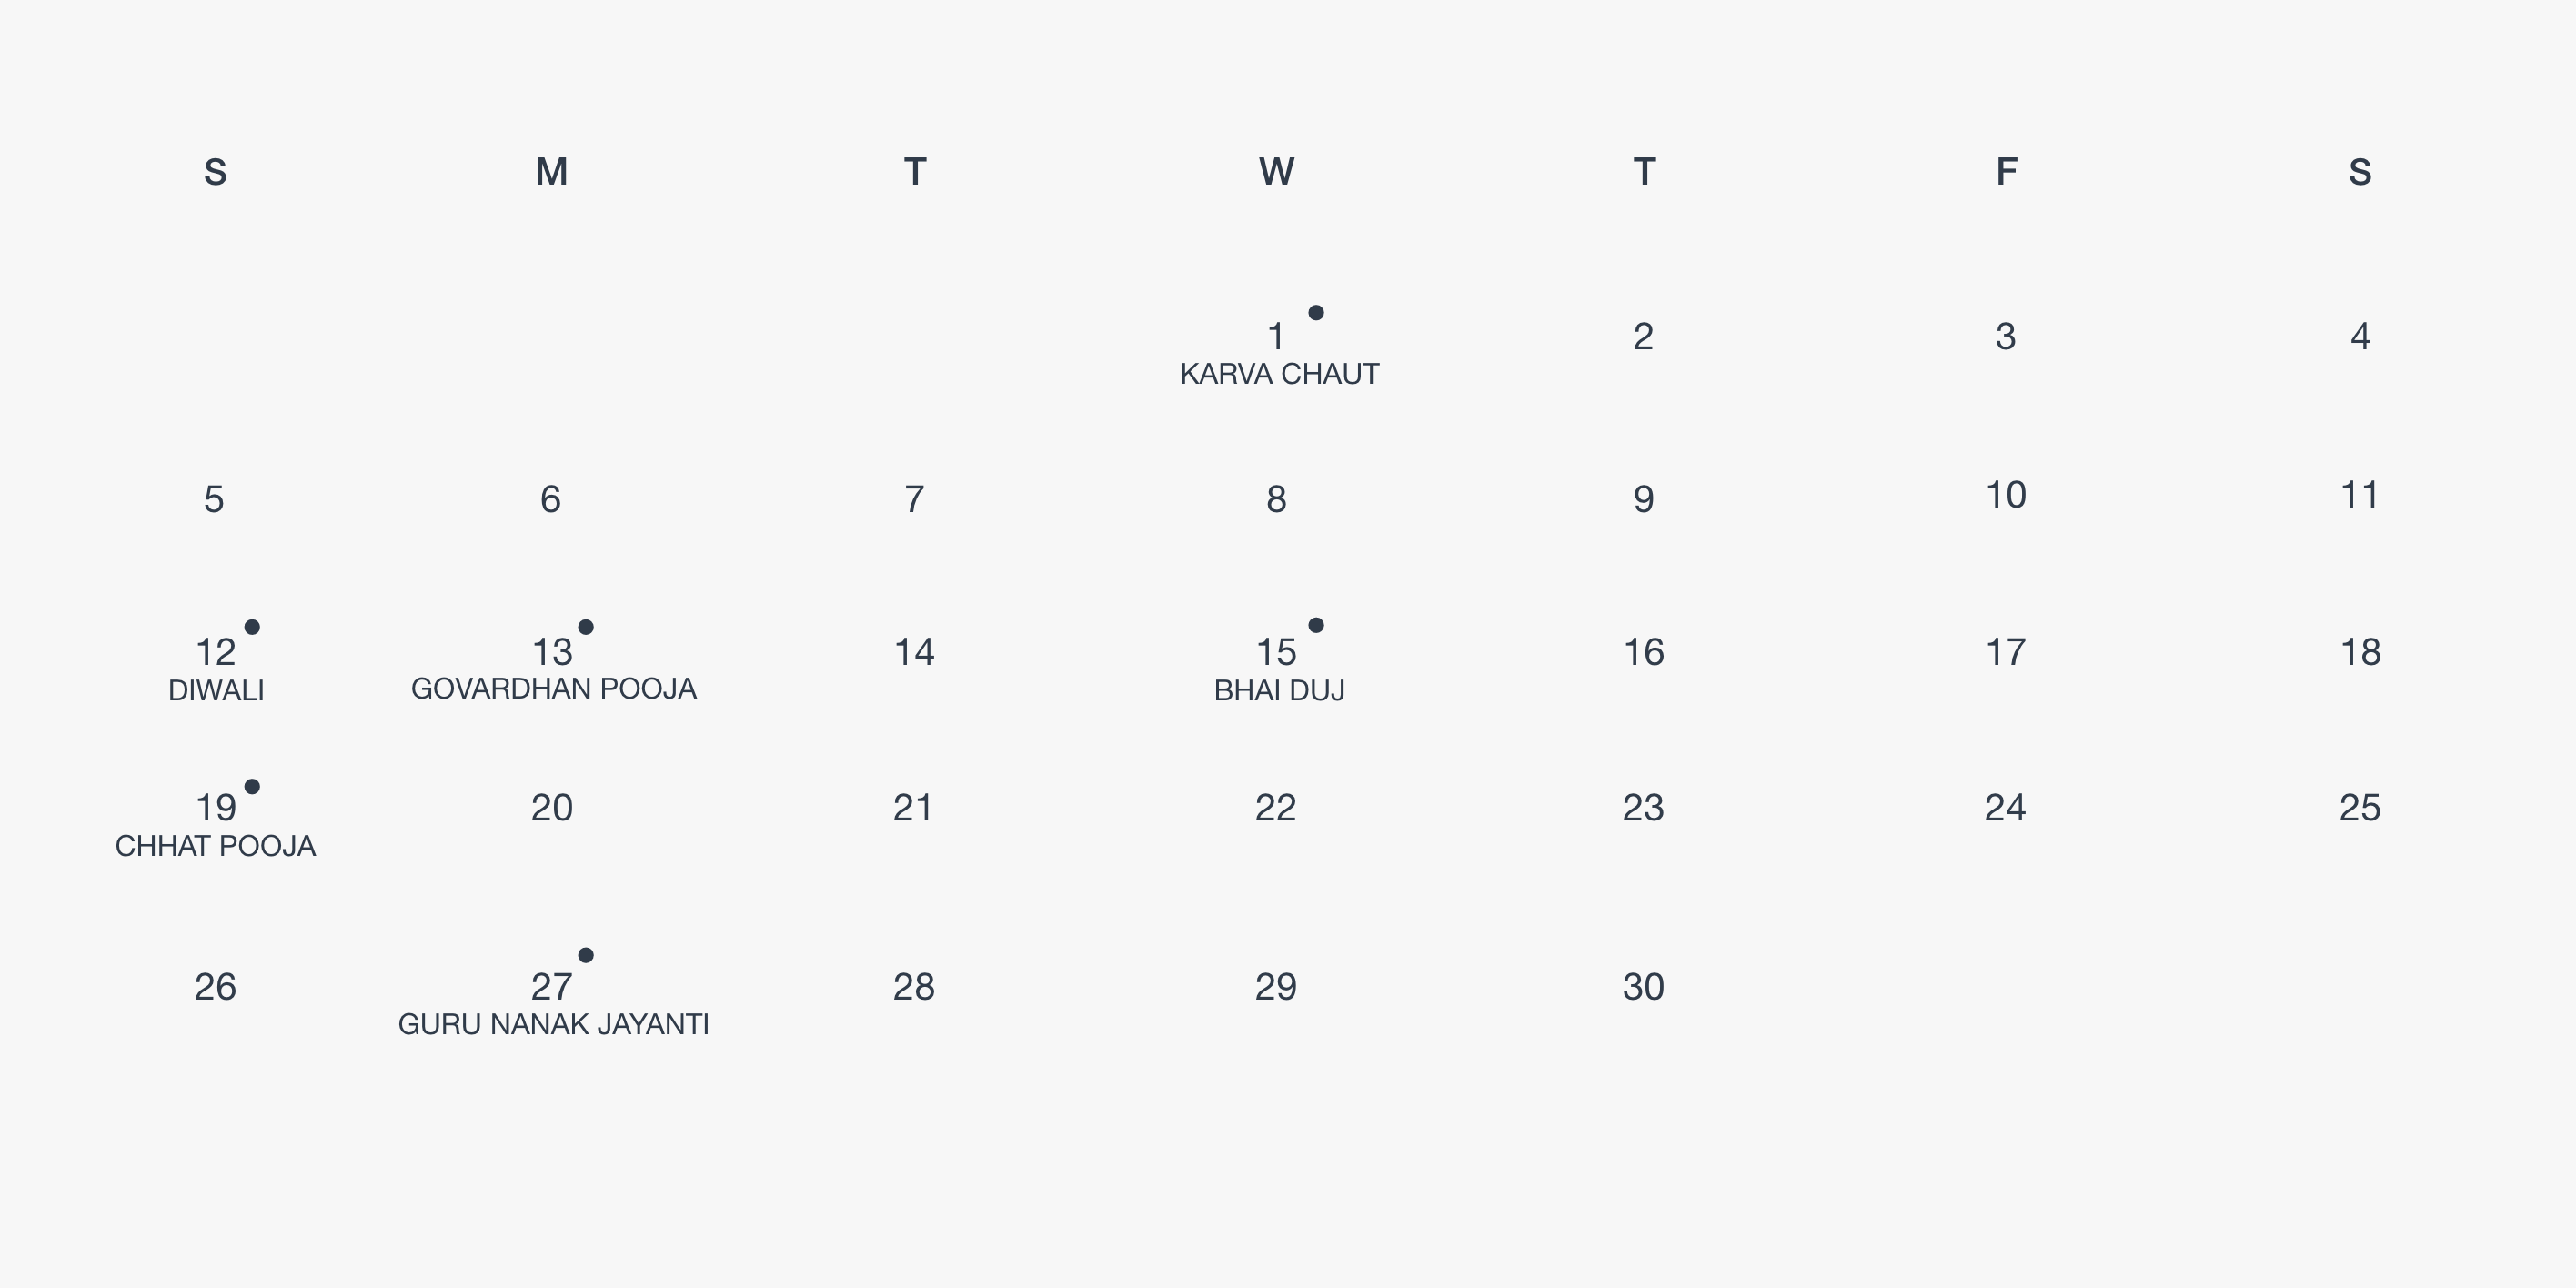 S M T W T F S
1 2 3 4
KARVA CHAUT
5 6 7 8 9 10 11
12 13 14 15 16 17 18
DIWALI GOVARDHAN POOJA BHAI DUJ
19 20 21 22 23 24 25
CHHAT POOJA
26 27 28 29 30
GURU NANAK JAYANTI